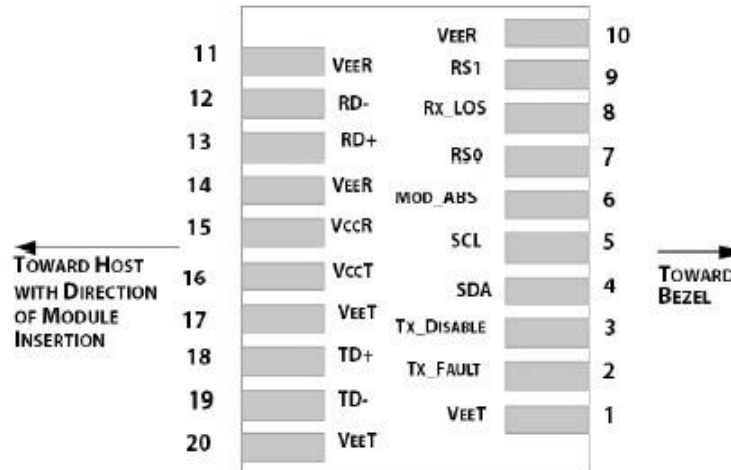 11 VEER
12 RD-
13 RD+
14 VEER
15 VCCR
16 VCCT
17 VEET
18 TD+
19 TD-
20 VEET
TOWARD HOST
WITH DIRECTION
OF MODULE
INSERTION
VEER 10
RS1 9
RX_LOS 8
RS0 7
MOD_ABS 6
SCL 5
SDA 4
TX_DISABLE 3
TX_FAULT 2
VEET 1
TOWARD
BEZEL